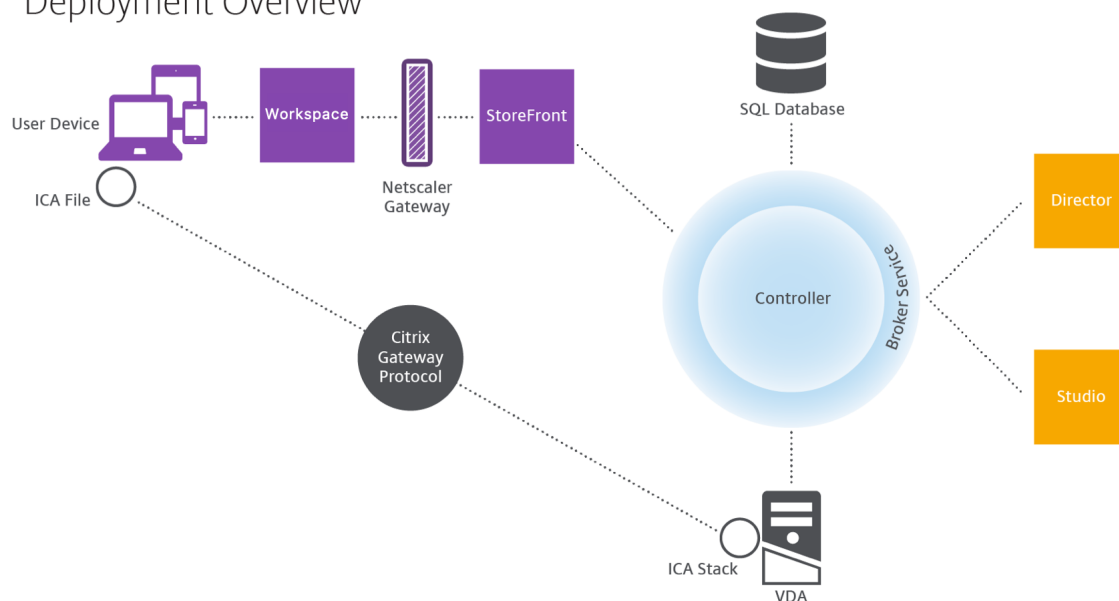 Deployment Overview
SQL Database
User Device
Workspace
StoreFront
Netscaler
Gateway
ICA File
Director
Controller
Broker Service
Citrix
Gateway
Protocol
Studio
ICA Stack
VDA